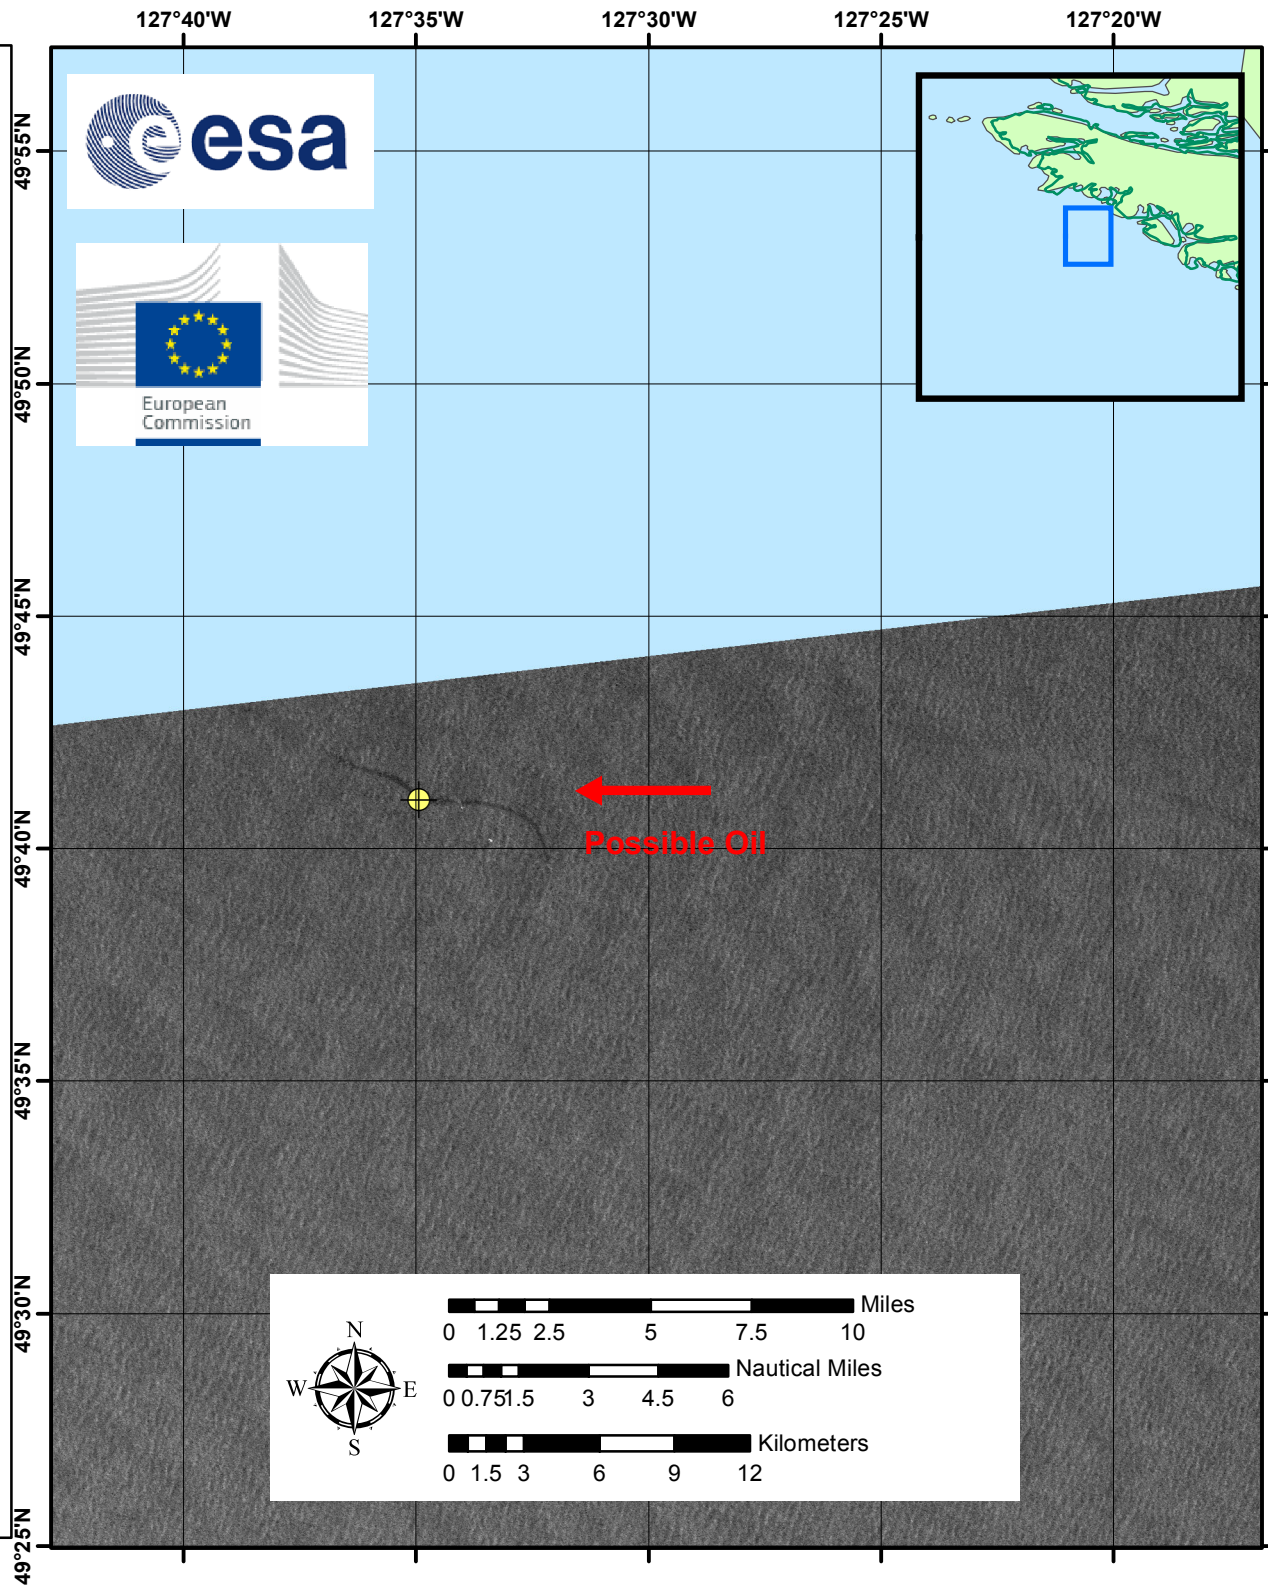 127°40'W 127°35'W 127°30'W 127°25'W 127°20'W
49°55'N
esa
49°50'N
European
Commission
49°45'N
Possible Oil
49°40'N
49°35'N
49°30'N
Miles
0 1.25 2.5 5 7.5 10
Nautical Miles
0 0.75 1.5 3 4.5 6
Kilometers
0 1.5 3 6 9 12
N
W E
S
49°25'N